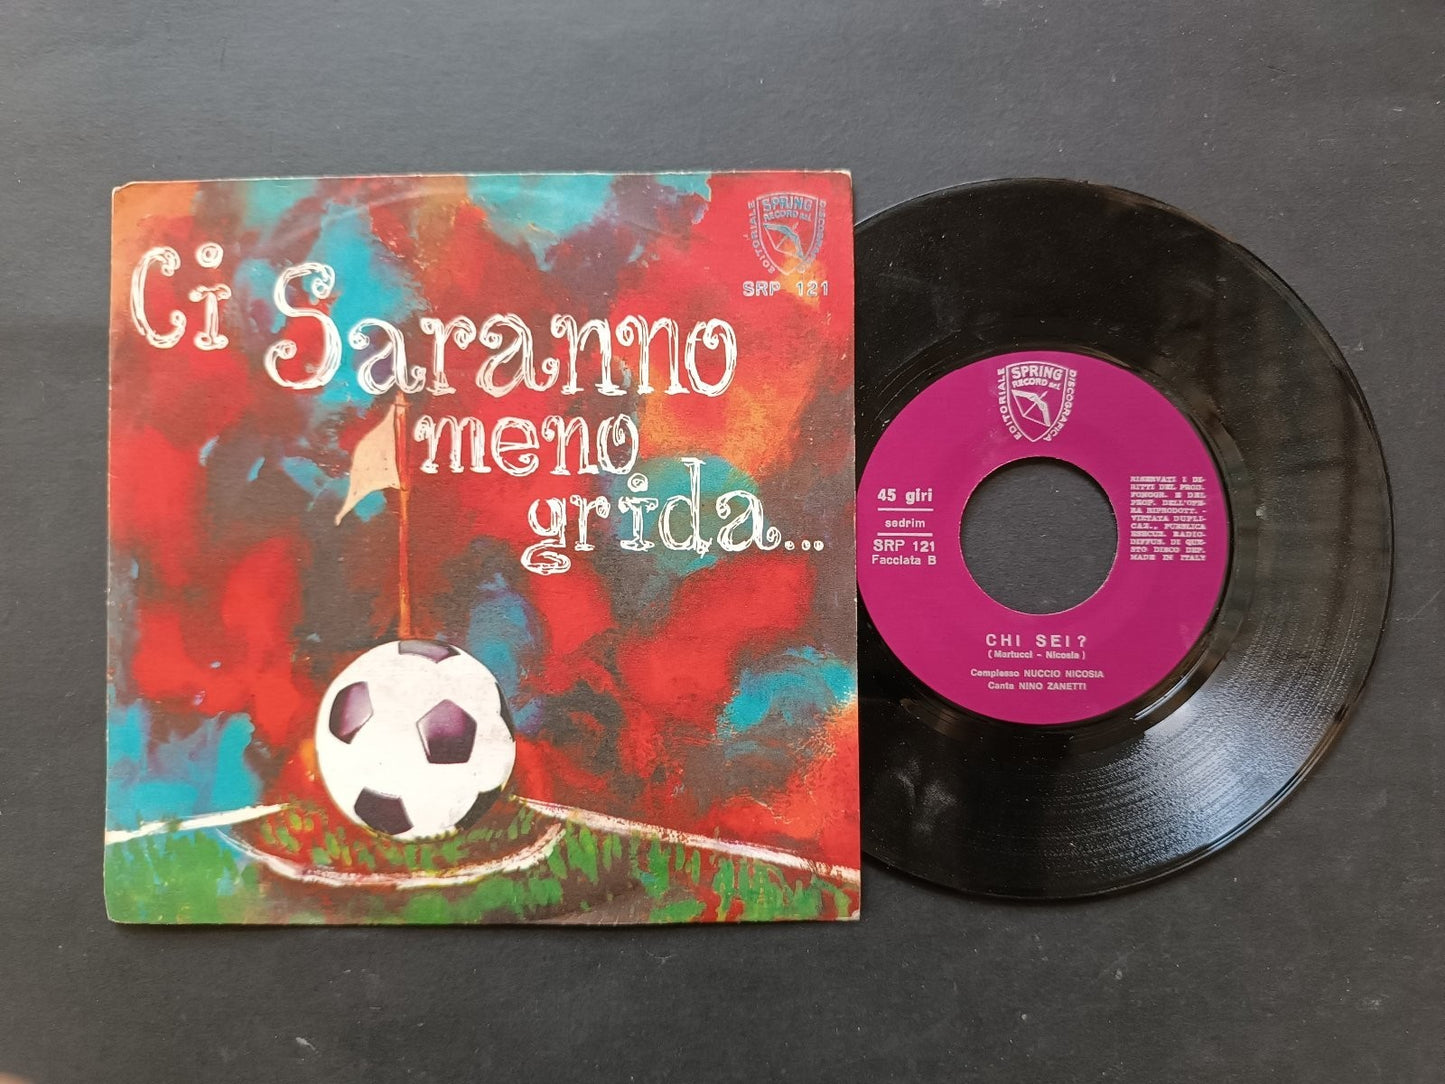 Ci Saranno
meno
grida...
EDITORIALE
SPRING
RECORD s.r.l.
DISCOGRAFICA
SRP 121
EDITORIALE
SPRING
RECORD s.r.l.
DISCOGRAFICA
45 giri
sedrim
SRP 121
Facciata B
RISERVATI I DI-
RITTI DEL PROD.
FONOGR. E DEL
PROP. DELL'OPE-
RA RIPRODOTT. -
VIETATA DUPLI-
CAZ., PUBBLICA
ESECUZ. RADIO-
DIFFUS. DI QUE-
STO DISCO DEP.
MADE IN ITALY
CHI SEI?
(Martucci - Nicosia)
Complesso NUCCIO NICOSIA
Canta NINO ZANETTI